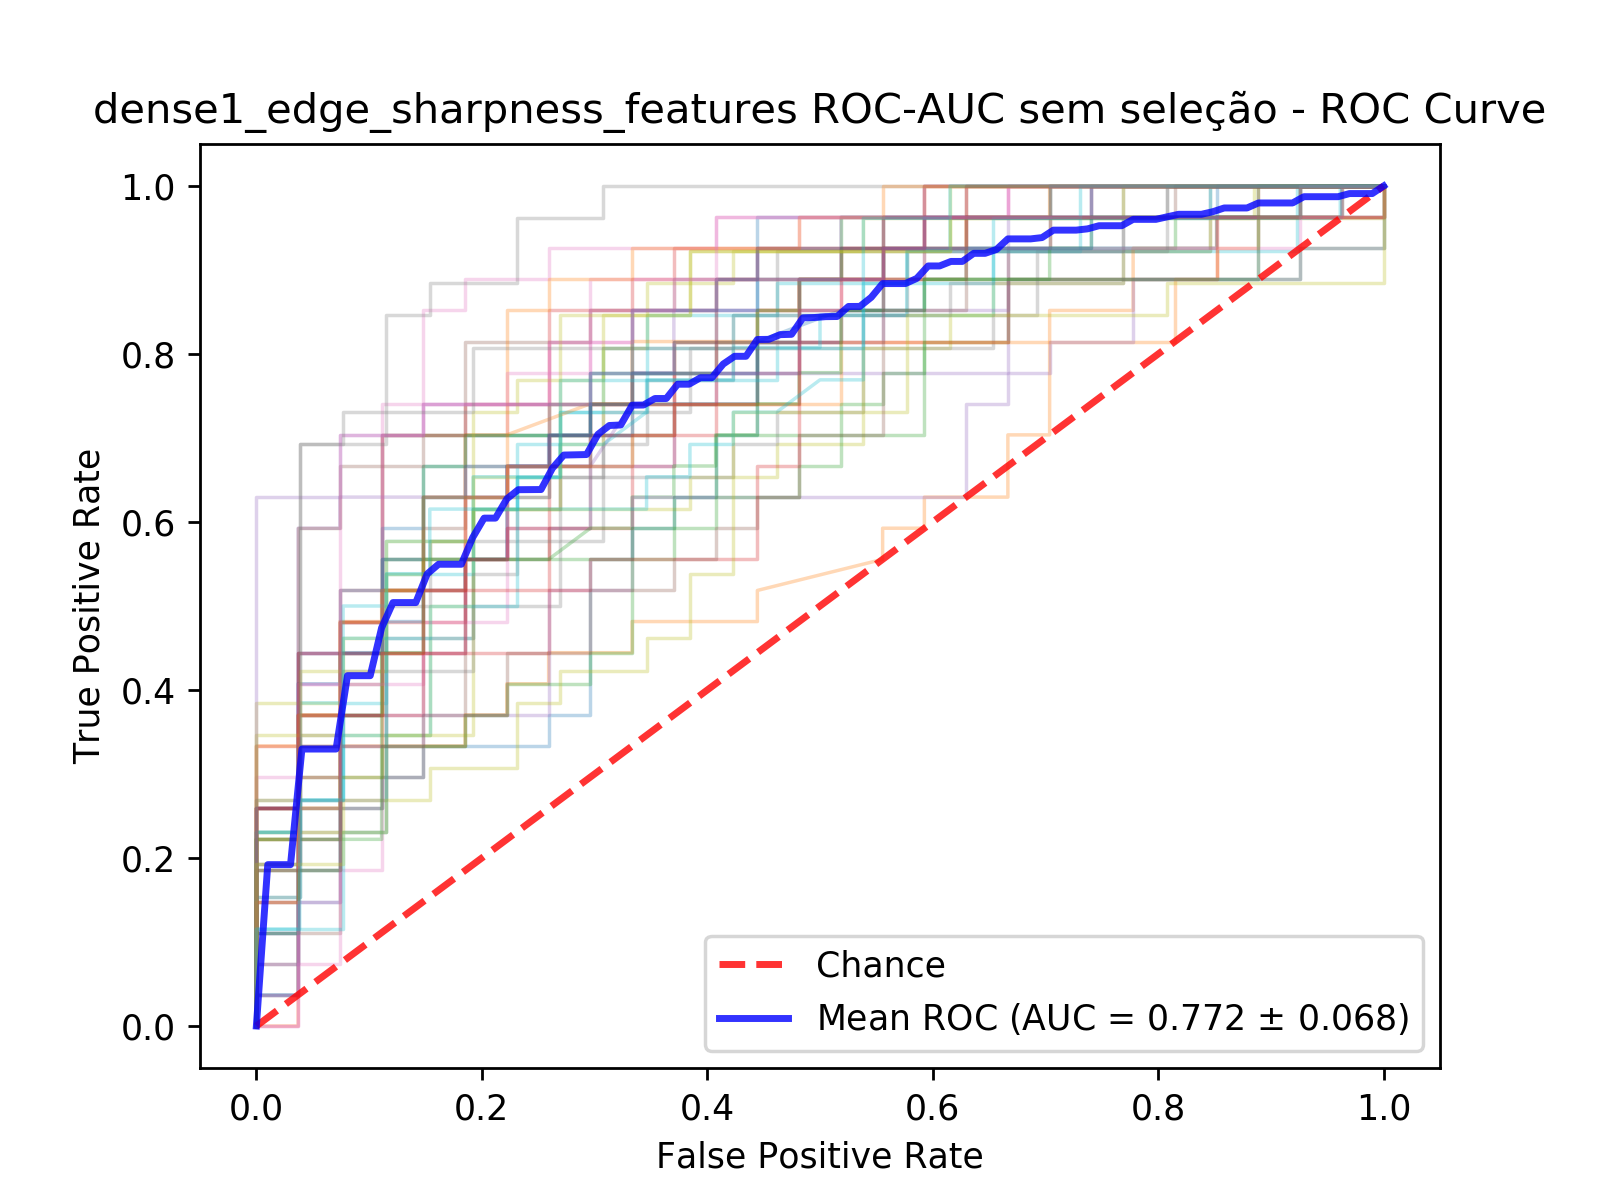 dense1_edge_sharpness_features ROC-AUC sem seleção - ROC Curve
1.0
0.8
0.6
0.4
0.2
0.0
True Positive Rate
Chance
Mean ROC (AUC = 0.772 ± 0.068)
0.0 0.2 0.4 0.6 0.8 1.0
False Positive Rate